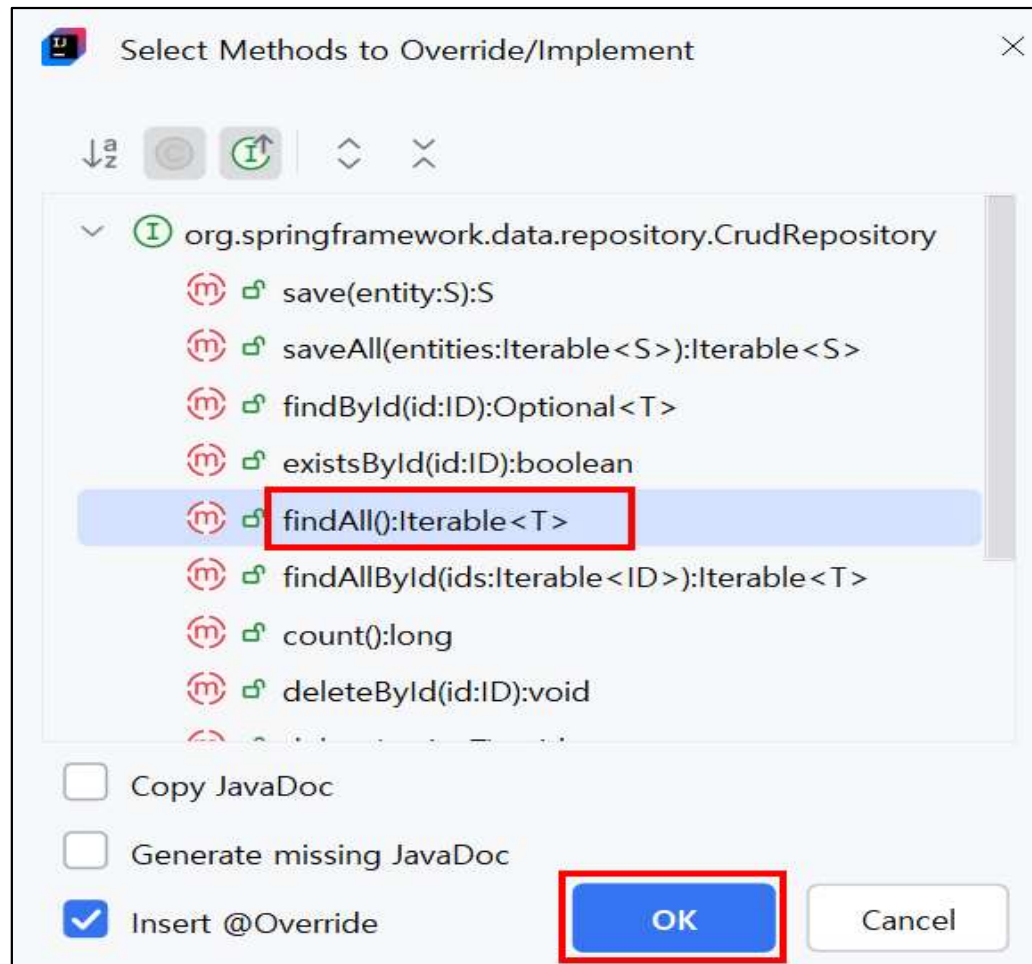 Select Methods to Override/Implement
org.springframework.data.repository.CrudRepository
save(entity:S):S
saveAll(entities:Iterable<S>):Iterable<S>
findById(id:ID):Optional<T>
existsById(id:ID):boolean
findAll():Iterable<T>
findAllById(ids:Iterable<ID>):Iterable<T>
count():long
deleteById(id:ID):void
Copy JavaDoc
Generate missing JavaDoc
Insert @Override
OK
Cancel